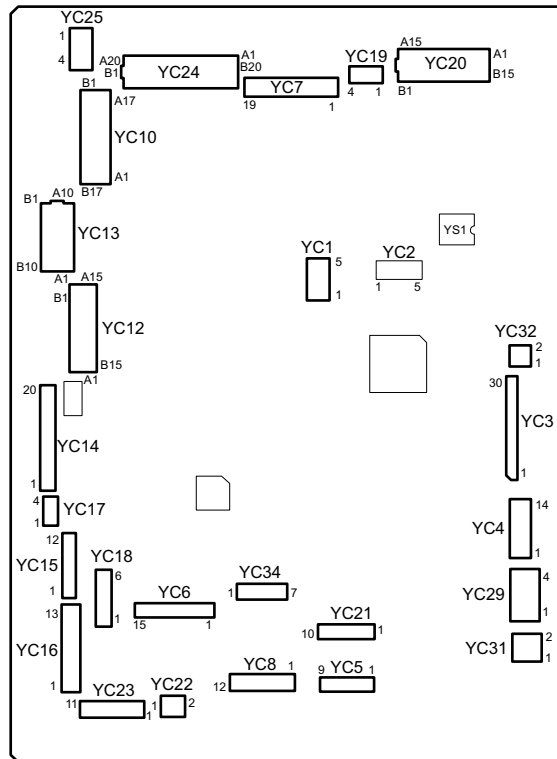 YC25
1
4
A20
B1
A1
B20
YC24
YC19
4
1
A15
A1
YC20
B1
B15
YC7
19
1
B1
A17
YC10
B17
A1
B1
A10
YC13
B10
A1
YS1
YC1
5
1
YC2
1
5
A15
B1
YC12
B15
A1
YC32
2
1
20
YC14
1
30
YC3
1
4
YC17
1
14
YC4
1
12
YC15
1
YC18
6
1
YC6
15
1
YC34
1
7
4
YC29
1
13
YC16
1
YC21
10
1
2
YC31
1
YC8
1
12
9
YC5
1
YC23
11
1
YC22
1
2